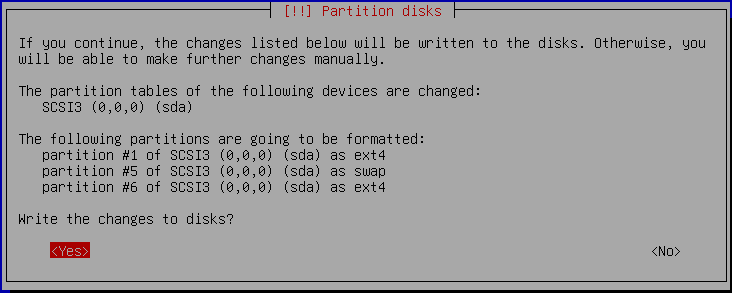 [!!] Partition disks
If you continue, the changes listed below will be written to the disks. Otherwise, you
will be able to make further changes manually.
The partition tables of the following devices are changed:
SCSI3 (0,0,0) (sda)
The following partitions are going to be formatted:
partition #1 of SCSI3 (0,0,0) (sda) as ext4
partition #5 of SCSI3 (0,0,0) (sda) as swap
partition #6 of SCSI3 (0,0,0) (sda) as ext4
Write the changes to disks?
<Yes> <No>